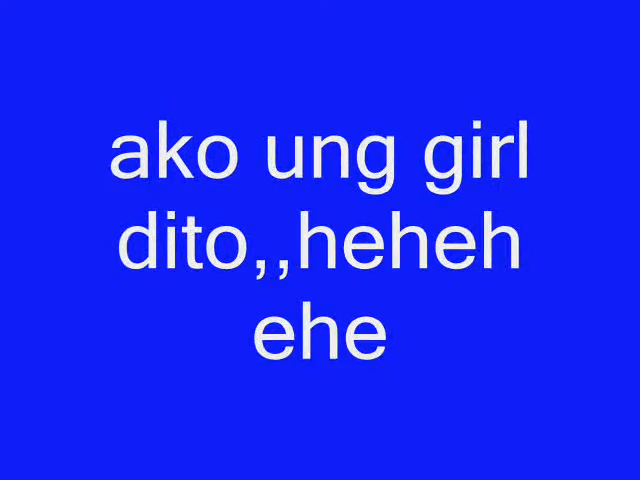 ako ung girl
dito,,heheh
ehe